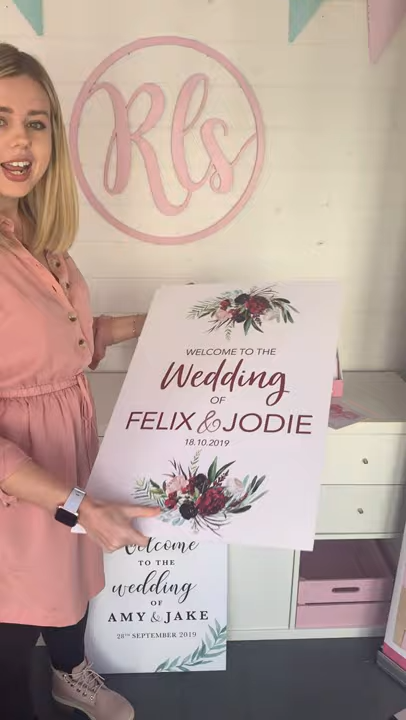 Rls
WELCOME TO THE
Wedding
OF
FELIX & JODIE
18.10.2019
Welcome
TO THE
wedding
OF
AMY & JAKE
28TH SEPTEMBER 2019